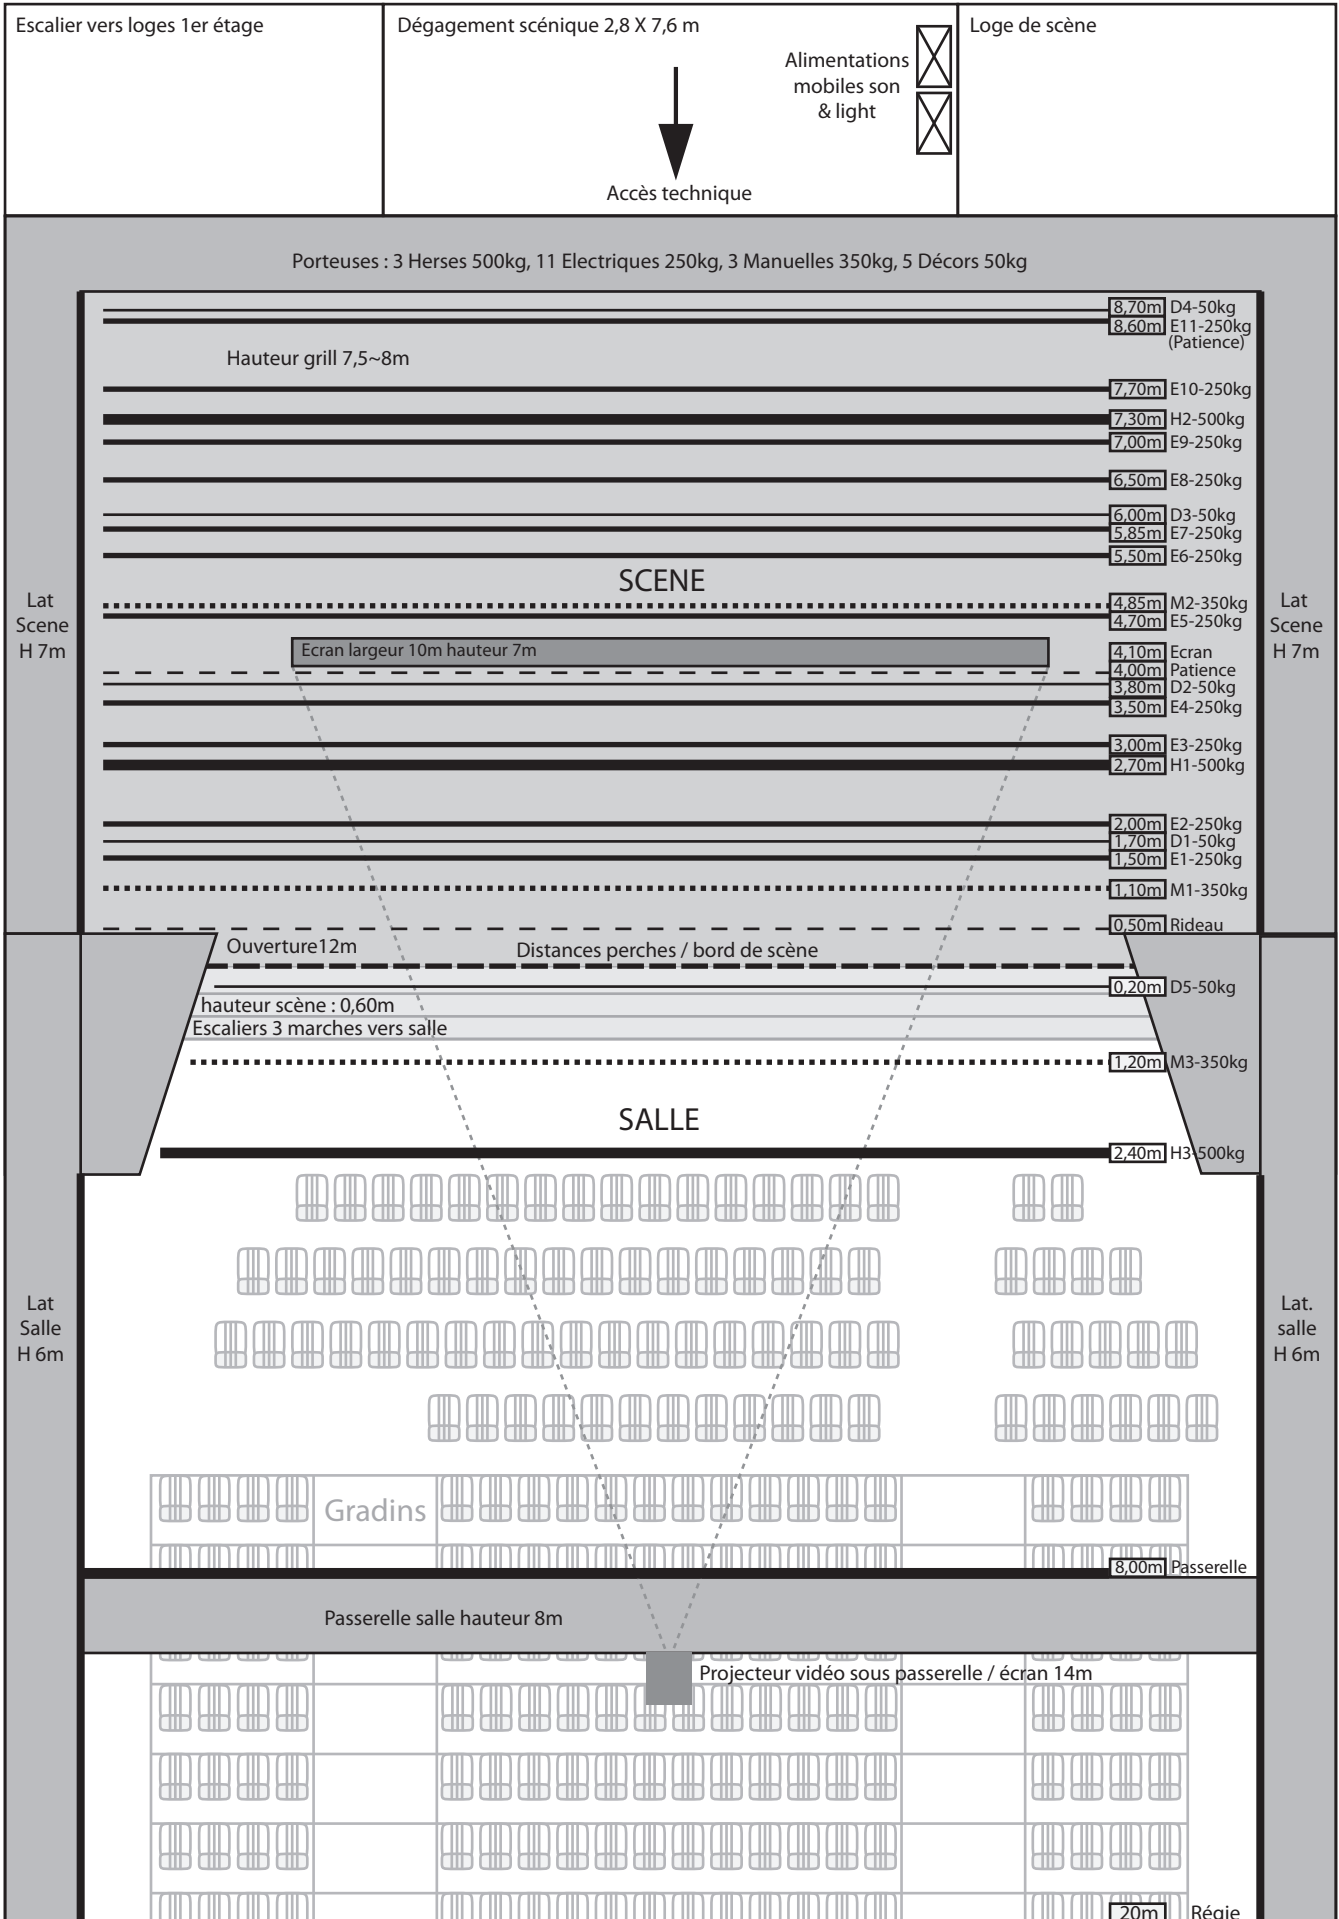 Escalier vers loges 1er étage
Dégagement scénique 2,8 X 7,6 m
Alimentations
mobiles son
& light
Loge de scène
Accès technique
Porteuses : 3 Herses 500kg, 11 Electriques 250kg, 3 Manuelles 350kg, 5 Décors 50kg
8,70m D4-50kg
8,60m E11-250kg
(Patience)
Hauteur grill 7,5~8m
7,70m E10-250kg
7,30m H2-500kg
7,00m E9-250kg
6,50m E8-250kg
6,00m D3-50kg
5,85m E7-250kg
5,50m E6-250kg
SCENE
Lat
Scene
H 7m
4,85m M2-350kg
4,70m E5-250kg
Lat
Scene
H 7m
Ecran largeur 10m hauteur 7m
4,10m Ecran
4,00m Patience
3,80m D2-50kg
3,50m E4-250kg
3,00m E3-250kg
2,70m H1-500kg
2,00m E2-250kg
1,70m D1-50kg
1,50m E1-250kg
1,10m M1-350kg
0,50m Rideau
Ouverture12m
Distances perches / bord de scène
0,20m D5-50kg
hauteur scène : 0,60m
Escaliers 3 marches vers salle
1,20m M3-350kg
SALLE
2,40m H3-500kg
Lat
Salle
H 6m
Lat.
salle
H 6m
Gradins
8,00m Passerelle
Passerelle salle hauteur 8m
Projecteur vidéo sous passerelle / écran 14m
20m Régie